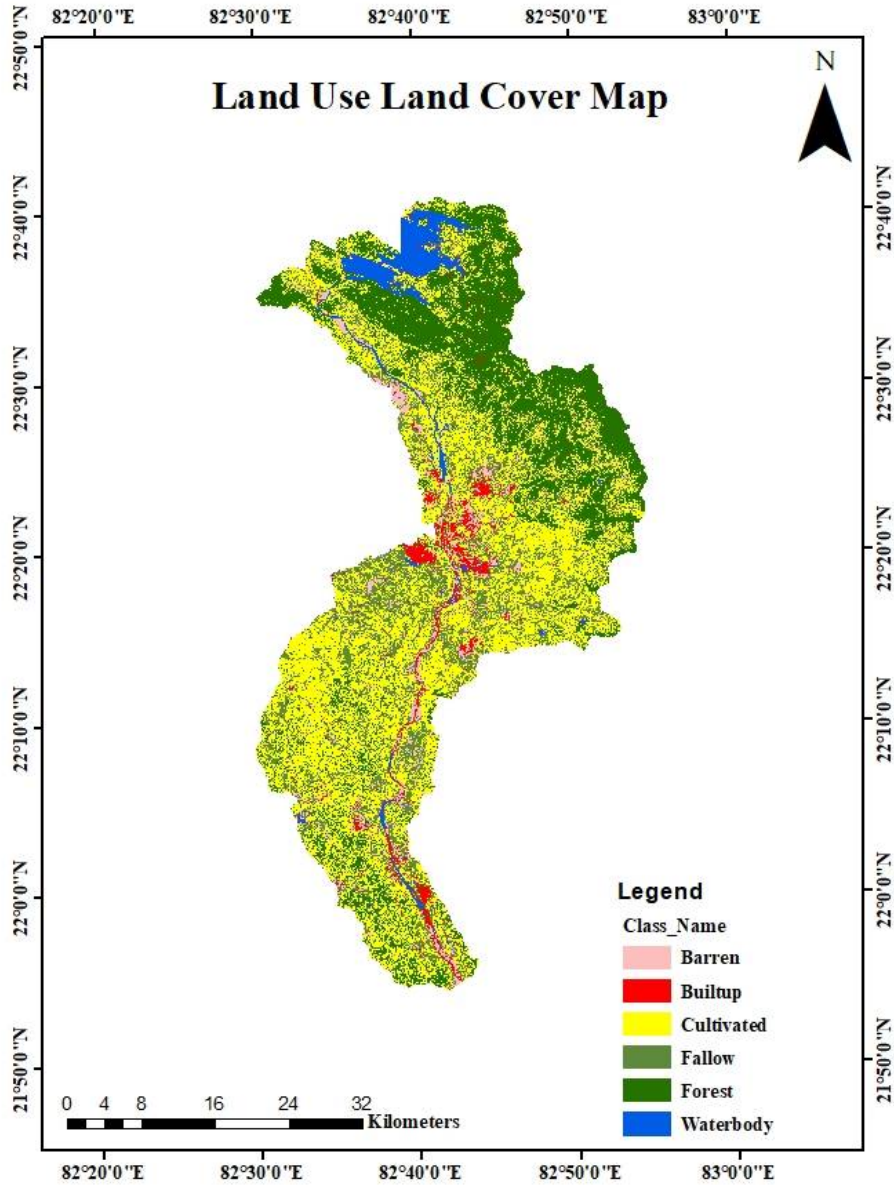 82°20'0"E 82°30'0"E 82°40'0"E 82°50'0"E 83°0'0"E
Land Use Land Cover Map
N
22°50'0"N
22°40'0"N 22°40'0"N
22°30'0"N 22°30'0"N
22°20'0"N 22°20'0"N
22°10'0"N 22°10'0"N
22°0'0"N 22°0'0"N
21°50'0"N 21°50'0"N
Legend
Class_Name
Barren
Builtup
Cultivated
Fallow
Forest
Waterbody
0 4 8 16 24 32
Kilometers
82°20'0"E 82°30'0"E 82°40'0"E 82°50'0"E 83°0'0"E